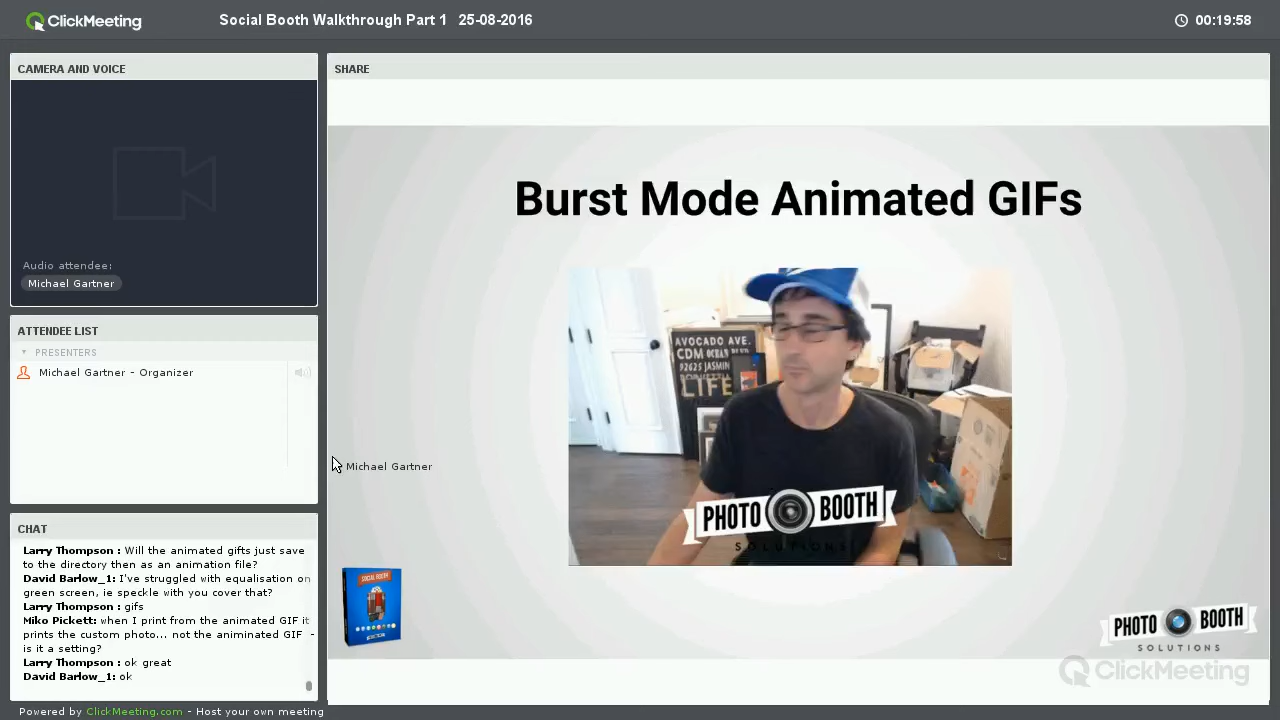 ClickMeeting
Social Booth Walkthrough Part 1 25-08-2016
00:19:58
CAMERA AND VOICE
Audio attendee:
Michael Gartner
ATTENDEE LIST
PRESENTERS
Michael Gartner - Organizer
CHAT
Larry Thompson : Will the animated gifts just save
to the directory then as an animation file?
David Barlow_1: I've struggled with equalisation on
green screen, ie speckle with you cover that?
Larry Thompson : gifs
Miko Pickett: when I print from the animated GIF it
prints the custom photo... not the animinated GIF -
is it a setting?
Larry Thompson : ok great
David Barlow_1: ok
Powered by ClickMeeting.com - Host your own meeting
SHARE
Burst Mode Animated GIFs
AVOCADO AVE.
CDM
92625 JASMIN
LIFE
PHOTO BOOTH
SOLUTIONS
Michael Gartner
SOCIAL BOOTH
PHOTO BOOTH
SOLUTIONS
ClickMeeting